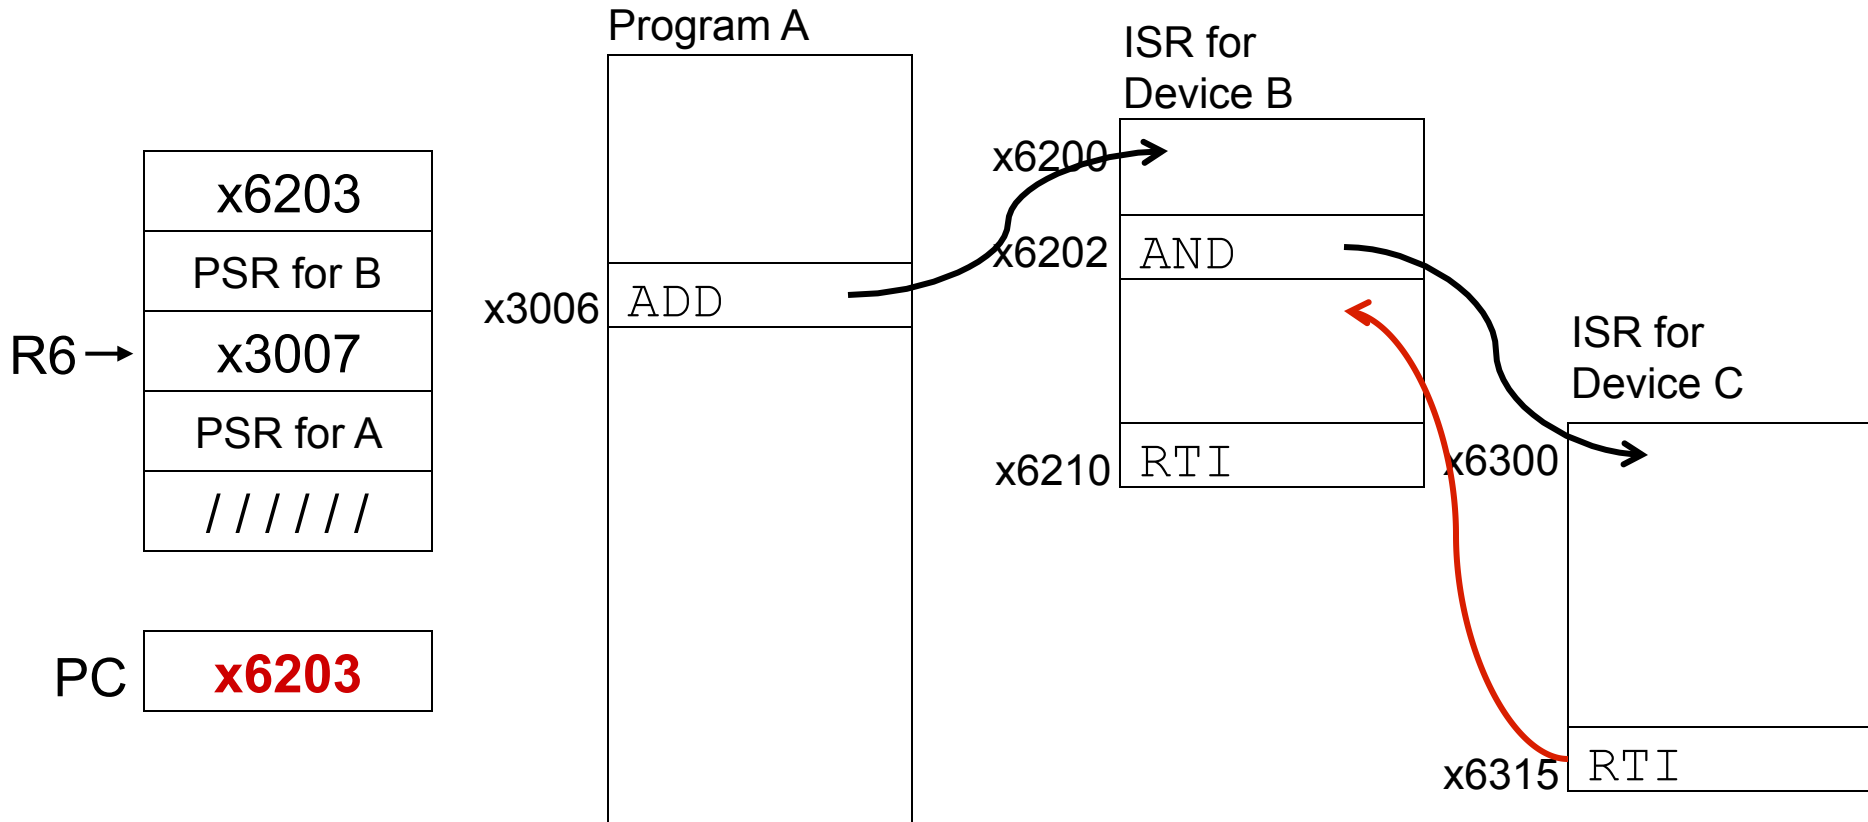 Program A
ISR for
Device B
x6200
x6203
PSR for B
x6202
AND
x3006
ADD
R6
x3007
ISR for
Device C
PSR for A
x6210
RTI
x6300
//////
PC
x6203
x6315
RTI